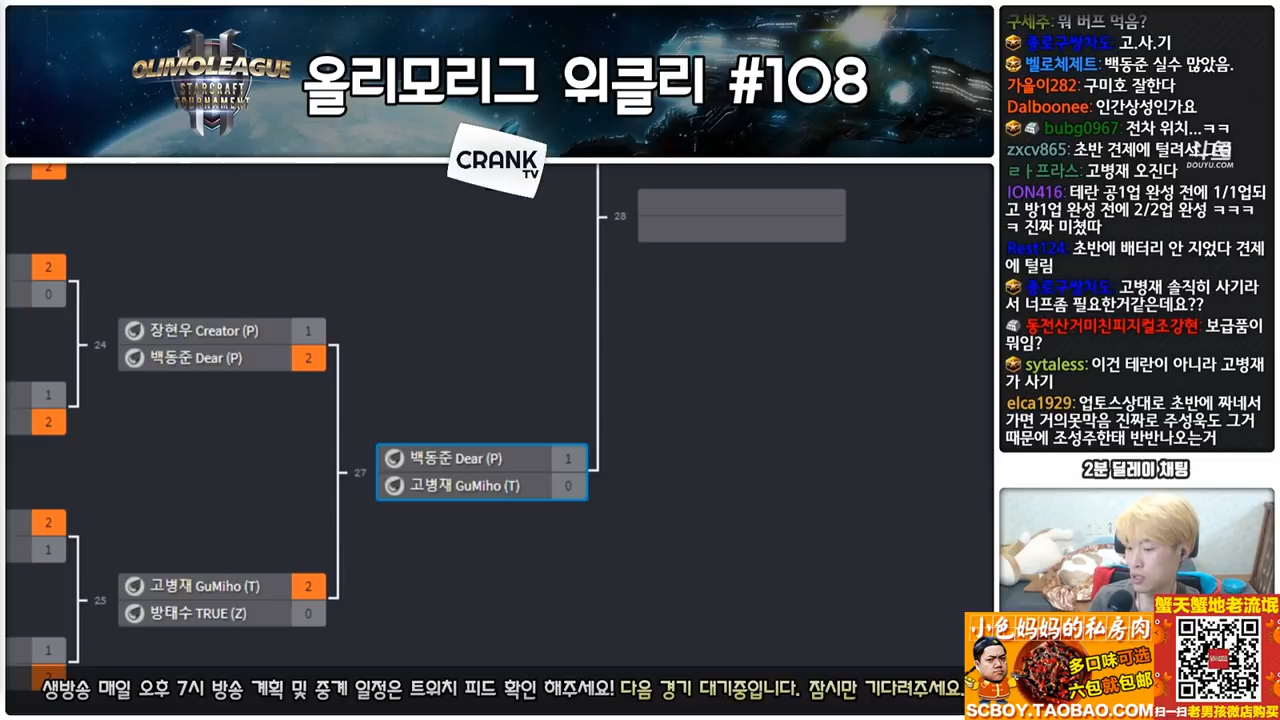 OLIMOLEAGUE
STARCRAFT
TOURNAMENT
올리모리그 위클리 #108
CRANK
TV
2
2
0
24
1
2
장현우 Creator (P) 1
백동준 Dear (P) 2
27
백동준 Dear (P) 1
고병재 GuMiho (T) 0
28
2
1
25
1
고병재 GuMiho (T) 2
방태수 TRUE (Z) 0
생방송 매일 오후 7시 방송 계획 및 중계 일정은 트위치 피드 확인 해주세요! 다음 경기 대기중입니다. 잠시만 기다려주세요.
구세주: 뭐 버프 먹음?
종로구쌍차도: 고.사.기
벨로체제트: 백동준 실수 많았음.
가을이282: 구미호 잘한다
Dalboonee: 인간상성인가요
bubg0967: 전차 위치...ㅋㅋ
zxcv865: 초반 견제에 털려서
DOUYU.COM
ㄹㅏ프라스: 고병재 오진다
ION416: 테란 공1업 완성 전에 1/1업되
고 방1업 완성 전에 2/2업 완성 ㅋㅋㅋ
ㅋ 진짜 미쳤따
Rest124: 초반에 배터리 안 지었다 견제
에 털림
종로구쌍차도: 고병재 솔직히 사기라
서 너프좀 필요한거같은데요??
동전산거미친피지컬조강현: 보급품이
뭐임?
sytaless: 이건 테란이 아니라 고병재
가 사기
elca1929: 업토스상대로 초반에 짜네서
가면 거의못막음 진짜로 주성욱도 그거
때문에 조성주한태 반반나오는거
2분 딜레이 채팅
蟹天蟹地老流氓
小色妈妈的私房肉
多口味可选
六包就包邮
SCBOY.TAOBAO.COM
扫一扫老男孩微店购买